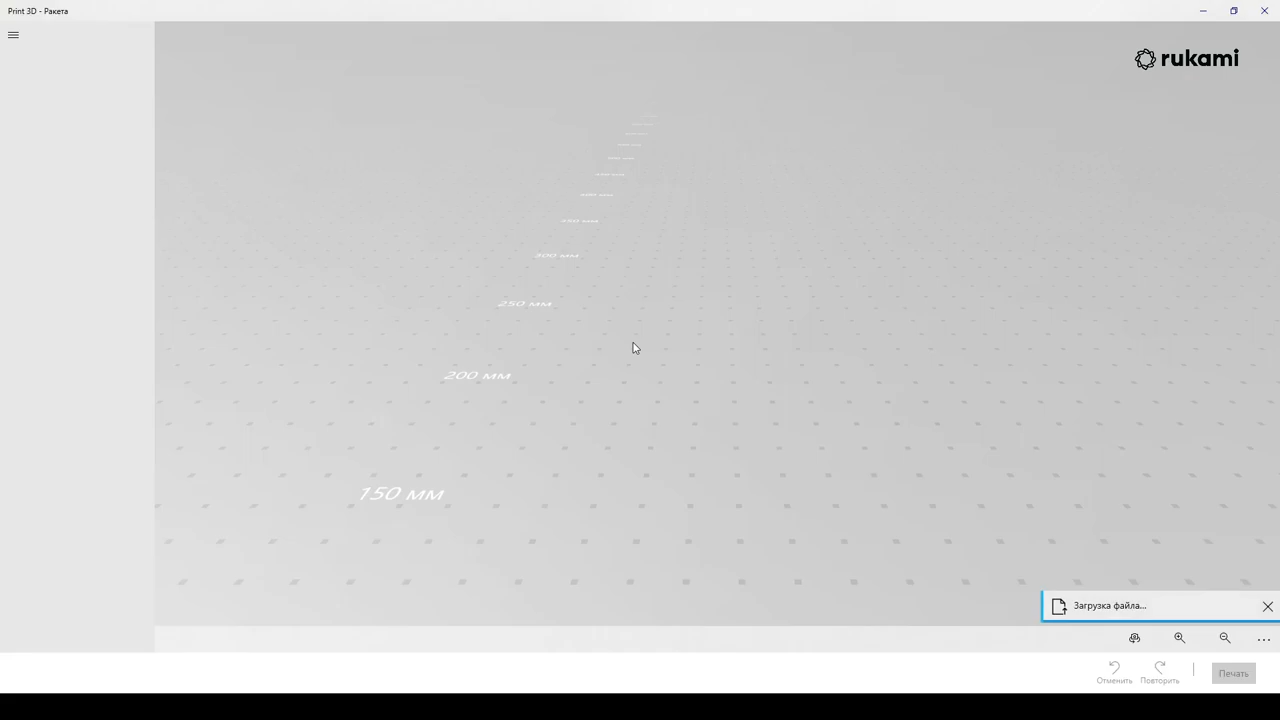 Print 3D - Ракета
rukami
300 мм
250 мм
200 мм
150 мм
Загрузка файла...
Отменить
Повторить
Печать